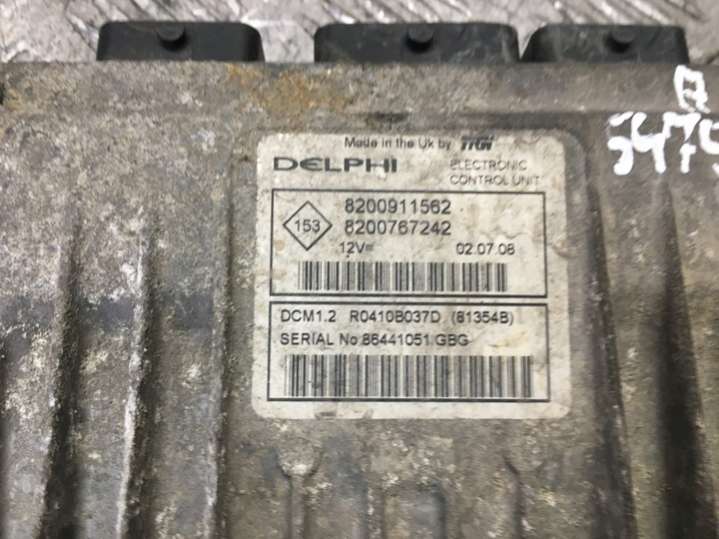 Made in the Uk by TRW
DELPHI
ELECTRONIC
CONTROL UNIT
153
8200911562
8200767242
12V=
02.07.08
DCM1.2 R0410B037D (81354B)
SERIAL No 86441051 GBG